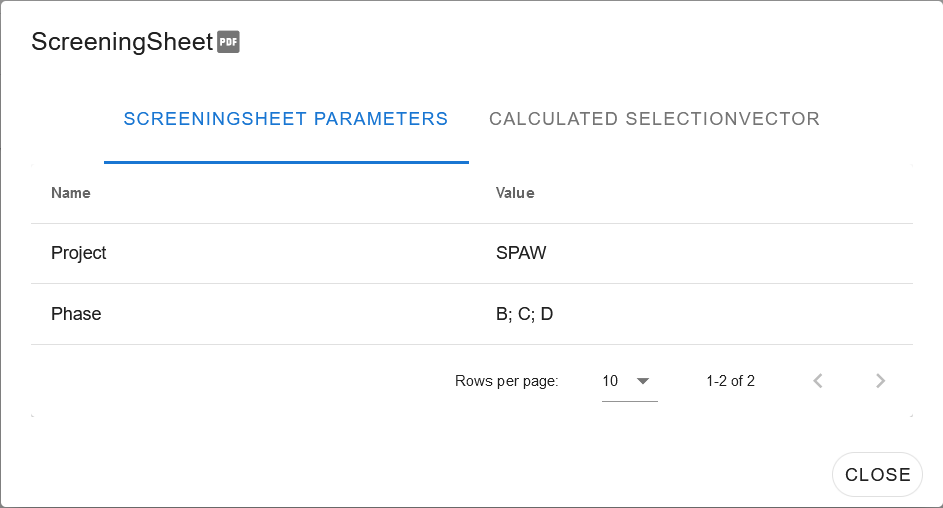 ScreeningSheet PDF
SCREENINGSHEET PARAMETERS CALCULATED SELECTIONVECTOR
Name Value
Project SPAW
Phase B; C; D
Rows per page: 10 1-2 of 2
CLOSE